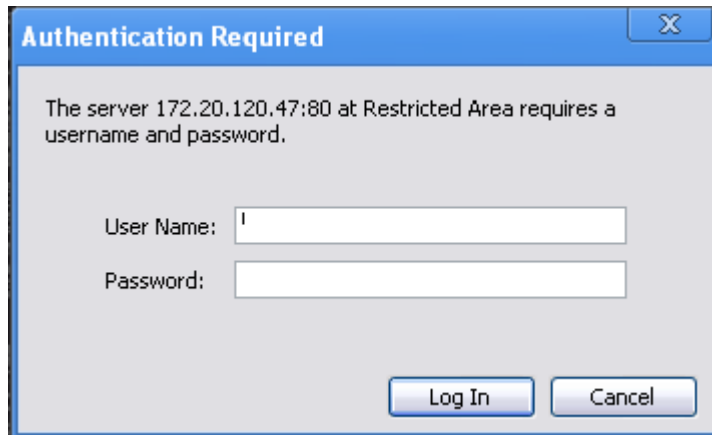 Authentication Required
The server 172.20.120.47:80 at Restricted Area requires a
username and password.
User Name:
Password:
Log In Cancel